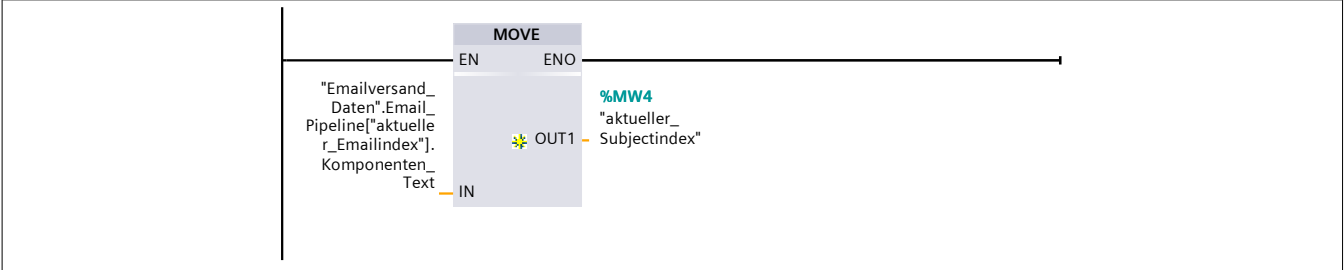 MOVE
EN ENO
"Emailversand_
Daten".Email_
Pipeline["aktuelle
r_Emailindex"].
Komponenten_
Text
IN
%MW4
"aktueller_
OUT1 Subjectindex"